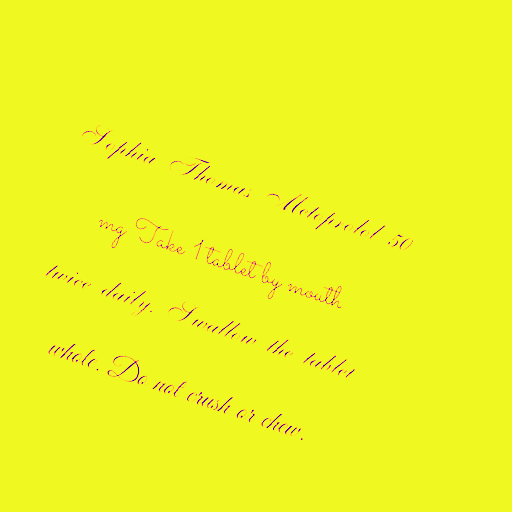 Sophia Thomas Metoprolol 50
mg Take 1 tablet by mouth
twice daily. Swallow the tablet
whole. Do not crush or chew.